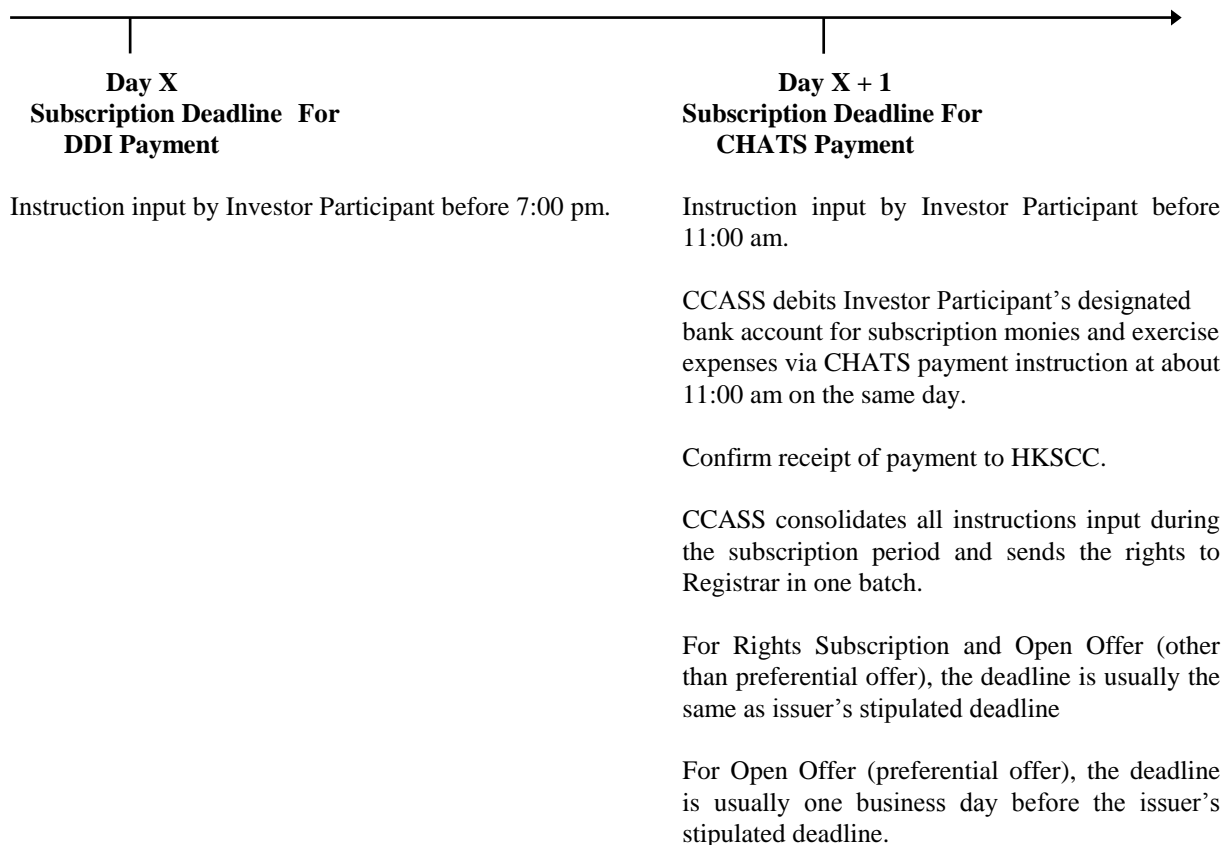 Day X
Subscription Deadline For
DDI Payment
Instruction input by Investor Participant before 7:00 pm.
Day X + 1
Subscription Deadline For
CHATS Payment
Instruction input by Investor Participant before
11:00 am.
CCASS debits Investor Participant’s designated
bank account for subscription monies and exercise
expenses via CHATS payment instruction at about
11:00 am on the same day.
Confirm receipt of payment to HKSCC.
CCASS consolidates all instructions input during
the subscription period and sends the rights to
Registrar in one batch.
For Rights Subscription and Open Offer (other
than preferential offer), the deadline is usually the
same as issuer’s stipulated deadline
For Open Offer (preferential offer), the deadline
is usually one business day before the issuer’s
stipulated deadline.